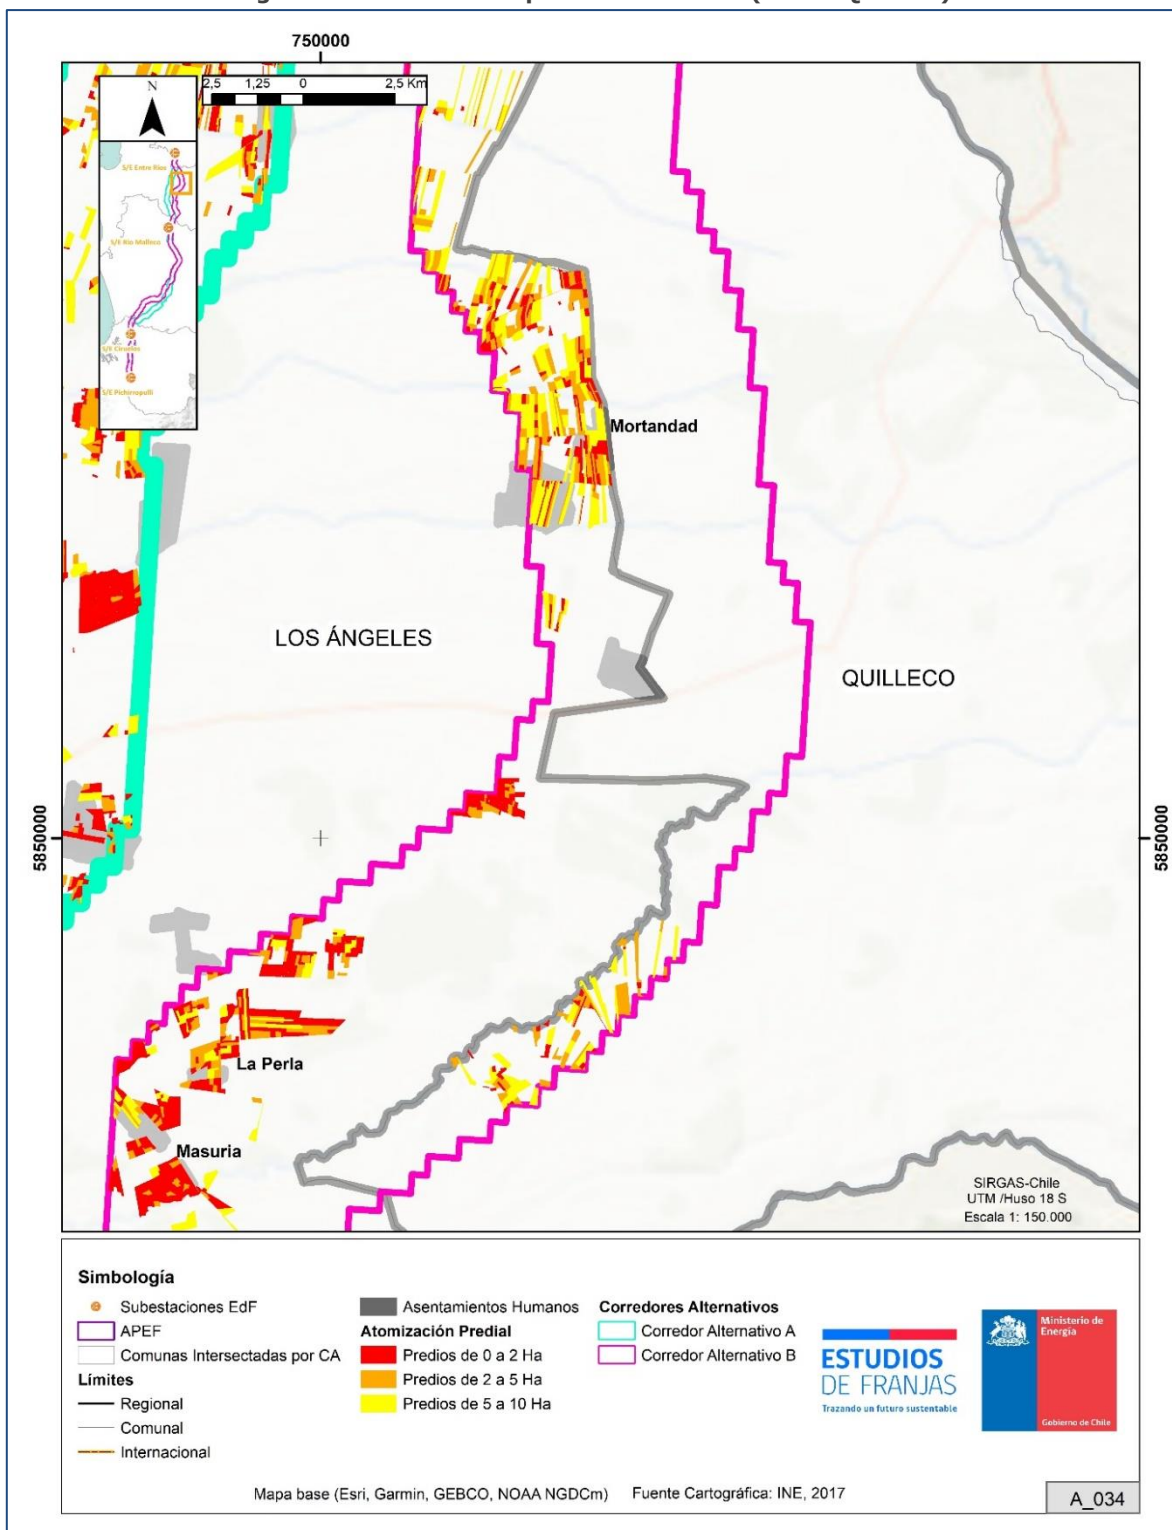 750000
2,5 1,25 0 2,5 Km
N
S/E Entre Ríos
S/E Río Malleco
S/E Ciruelos
S/E Pichirropulli
Mortandad
LOS ÁNGELES
QUILLECO
5850000
5850000
La Perla
Masuria
SIRGAS-Chile
UTM /Huso 18 S
Escala 1: 150.000
Simbología
Subestaciones EdF
APEF
Comunas Intersectadas por CA
Límites
Regional
Comunal
Internacional
Asentamientos Humanos
Atomización Predial
Predios de 0 a 2 Ha
Predios de 2 a 5 Ha
Predios de 5 a 10 Ha
Corredores Alternativos
Corredor Alternativo A
Corredor Alternativo B
ESTUDIOS
DE FRANJAS
Trazando un futuro sustentable
Ministerio de
Energía
Gobierno de Chile
Mapa base (Esri, Garmin, GEBCO, NOAA NGDCm) Fuente Cartográfica: INE, 2017
A_034